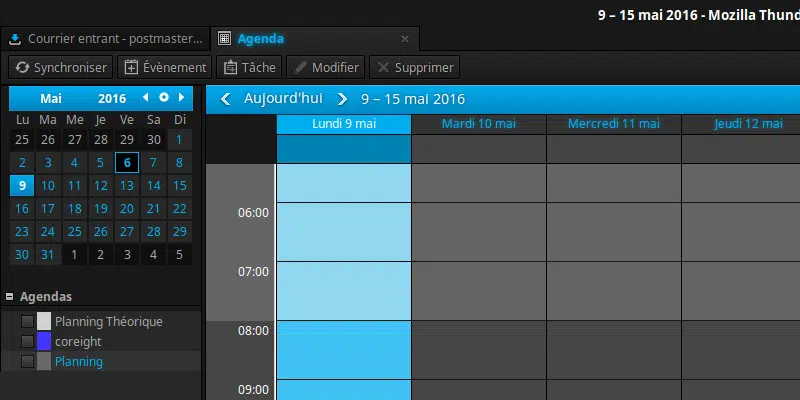 9 – 15 mai 2016 - Mozilla Thund
Courrier entrant - postmaster...
Agenda
Synchroniser Évènement Tâche Modifier Supprimer
Mai 2016
Lu Ma Me Je Ve Sa Di
25 26 27 28 29 30 1
2 3 4 5 6 7 8
9 10 11 12 13 14 15
16 17 18 19 20 21 22
23 24 25 26 27 28 29
30 31 1 2 3 4 5
Agendas
Planning Théorique
coreight
Planning
Aujourd'hui 9 – 15 mai 2016
Lundi 9 mai Mardi 10 mai Mercredi 11 mai Jeudi 12 mai
06:00
07:00
08:00
09:00